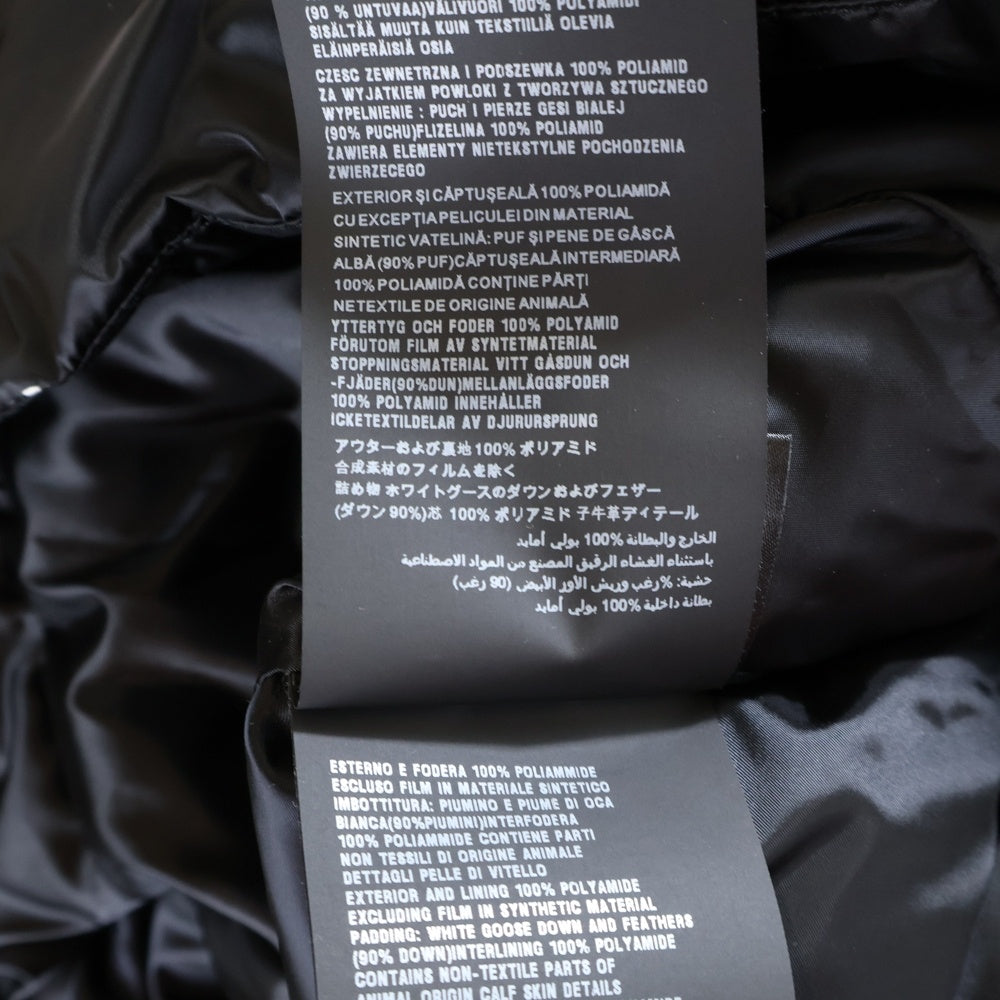 (90 % UNTUVAA)VÄLIVUORI 100% POLYAMIDI
SISÄLTÄÄ MUUTA KUIN TEKSTIILIÄ OLEVIA
ELÄINPERÄISIÄ OSIA
CZESC ZEWNETRZNA I PODSZEWKA 100% POLIAMID
ZA WYJATKIEM POWLOKI Z TWORZYWA SZTUCZNEGO
WYPELNIENIE : PUCH I PIERZE GESI BIALEJ
(90% PUCHU)FLIZELINA 100% POLIAMID
ZAWIERA ELEMENTY NIETEKSTYLNE POCHODZENIA
ZWIERZECEGO
EXTERIOR ȘI CĂPTUȘEALĂ 100% POLIAMIDĂ
CU EXCEPȚIA PELICULEI DIN MATERIAL
SINTETIC VATELINĂ: PUF ȘI PENE DE GÂSCĂ
ALBĂ (90% PUF)CĂPTUȘEALĂ INTERMEDIARĂ
100% POLIAMIDĂ CONȚINE PĂRȚI
NETEXTILE DE ORIGINE ANIMALĂ
YTTERTYG OCH FODER 100% POLYAMID
FÖRUTOM FILM AV SYNTETMATERIAL
STOPPNINGSMATERIAL VITT GÅSDUN OCH
-FJÄDER(90%DUN)MELLANLÄGGSFODER
100% POLYAMID INNEHÅLLER
ICKETEXTILDELAR AV DJURURSPRUNG
アウターおよび裏地 100% ポリアミド
合成素材のフィルムを除く
詰め物 ホワイトグースのダウンおよびフェザー
(ダウン 90%)芯 100% ポリアミド 子牛革ディテール
الخارج والبطانة %100 بولي أمايد
باستثناء الغشاء الرقيق المصنع من المواد الاصطناعية
حشية: %رغب وريش الأوز الأبيض (90 رغب)
بطانة داخلية %100 بولي أمايد
ESTERNO E FODERA 100% POLIAMMIDE
ESCLUSO FILM IN MATERIALE SINTETICO
IMBOTTITURA: PIUMINO E PIUME DI OCA
BIANCA(90%PIUMINI)INTERFODERA
100% POLIAMMIDE CONTIENE PARTI
NON TESSILI DI ORIGINE ANIMALE
DETTAGLI PELLE DI VITELLO
EXTERIOR AND LINING 100% POLYAMIDE
EXCLUDING FILM IN SYNTHETIC MATERIAL
PADDING: WHITE GOOSE DOWN AND FEATHERS
(90% DOWN)INTERLINING 100% POLYAMIDE
CONTAINS NON-TEXTILE PARTS OF
ANIMAL ORIGIN CALF SKIN DETAILS